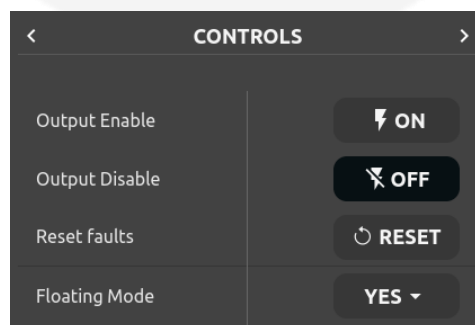 CONTROLS
Output Enable ON
Output Disable OFF
Reset faults RESET
Floating Mode YES